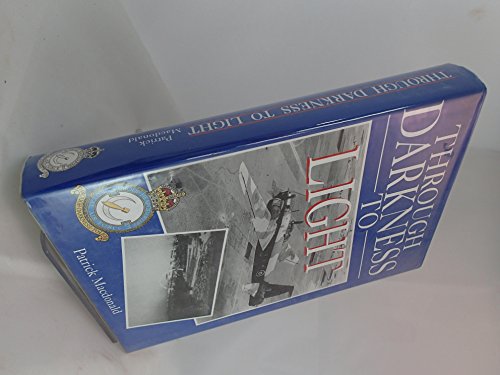 THROUGH DARKNESS TO LIGHT
Patrick
Macdonald
THROUGH
DARKNESS
TO
LIGHT
Patrick Macdonald